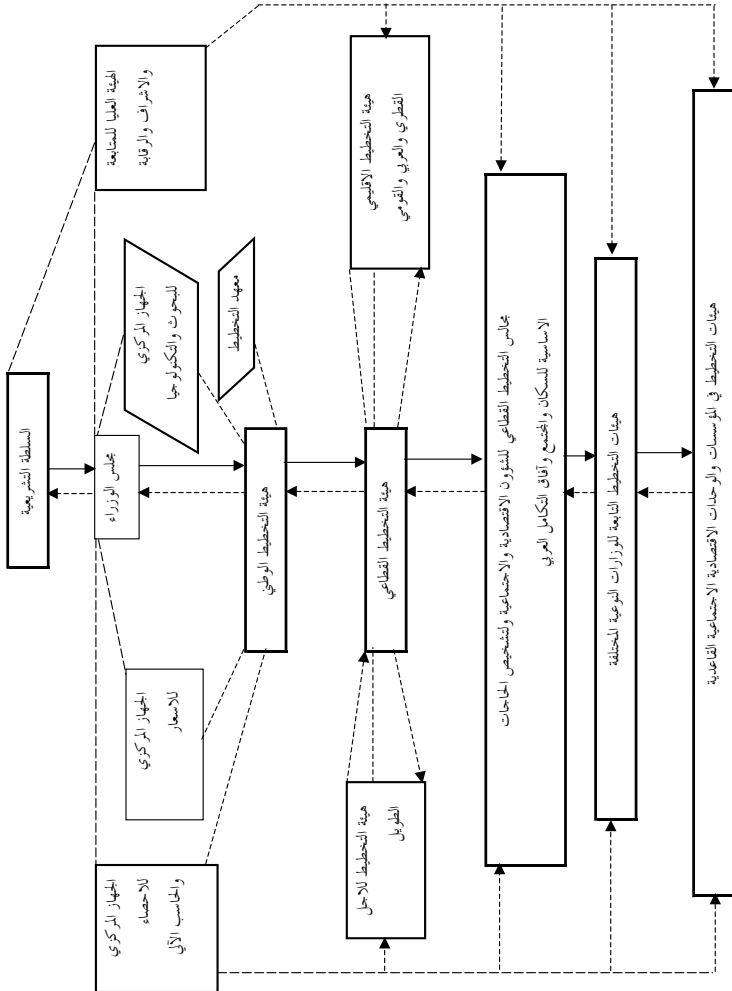 السلطة التشريعية
الهيئة العليا للمتابعة
والاشراف والرقابة
مجلس الوزراء
الجهاز المركزي
للاحصاء
والحاسب الآلي
الجهاز المركزي
للبحوث والتكنولوجيا
معهد التخطيط
الجهاز المركزي
للاسعار
هيئة التخطيط الوطني
هيئة التخطيط الاقليمي
القطري والعربي والقومي
هيئة التخطيط القطاعي
هيئة التخطيط للاجل
الطويل
مجالس التخطيط القطاعي للشؤون الاقتصادية والاجتماعية ولتشخيص الحاجات
الاساسية للسكان والمجتمع وآفاق التكامل العربي
هيئات التخطيط التابعة للوزارات النوعية المختلفة
هيئات التخطيط في المؤسسات والوحدات الاقتصادية الاجتماعية القاعدية